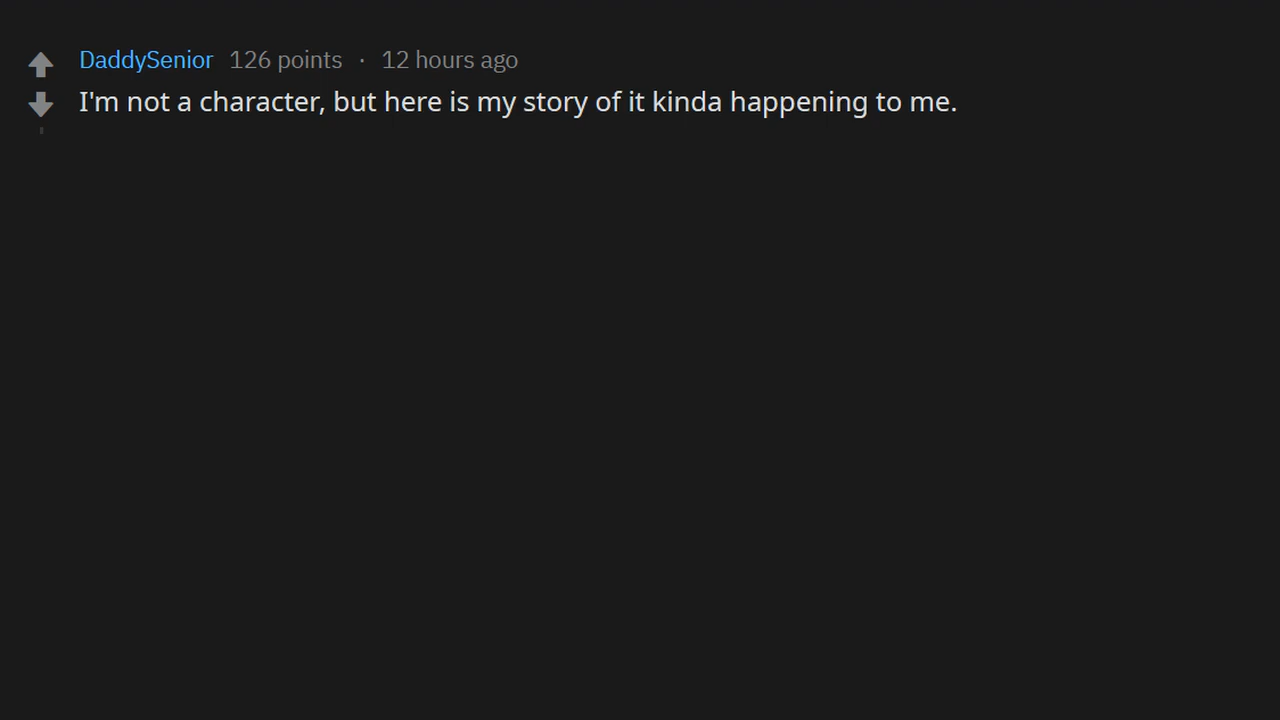 DaddySenior 126 points · 12 hours ago
I'm not a character, but here is my story of it kinda happening to me.